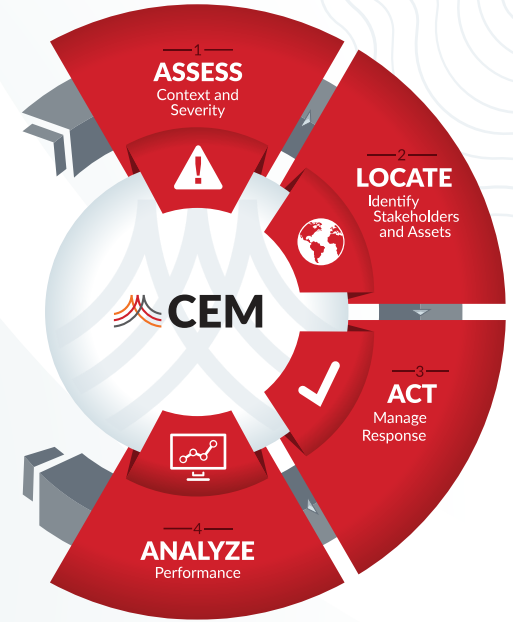 1
ASSESS
Context and
Severity
2
LOCATE
Identify
Stakeholders
and Assets
CEM
3
ACT
Manage
Response
4
ANALYZE
Performance